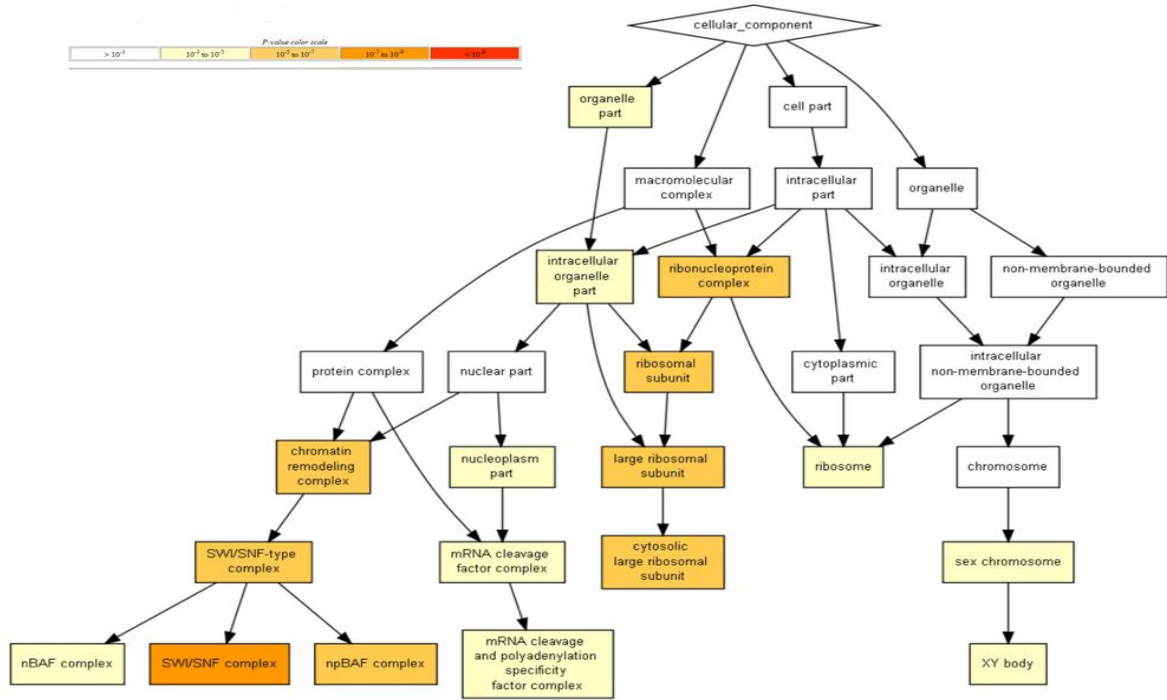 cellular_component
P-value color scale
> 10⁻³
10⁻³ to 10⁻⁵
10⁻⁵ to 10⁻⁷
10⁻⁷ to 10⁻⁹
< 10⁻⁹
organelle
part
cell part
macromolecular
complex
intracellular
part
organelle
intracellular
organelle
part
ribonucleoprotein
complex
intracellular
organelle
non-membrane-bounded
organelle
protein complex
nuclear part
ribosomal
subunit
cytoplasmic
part
intracellular
non-membrane-bounded
organelle
chromatin
remodeling
complex
nucleoplasm
part
large ribosomal
subunit
ribosome
chromosome
SWI/SNF-type
complex
mRNA cleavage
factor complex
cytosolic
large ribosomal
subunit
sex chromosome
nBAF complex
SWI/SNF complex
npBAF complex
mRNA cleavage
and polyadenylation
specificity
factor complex
XY body